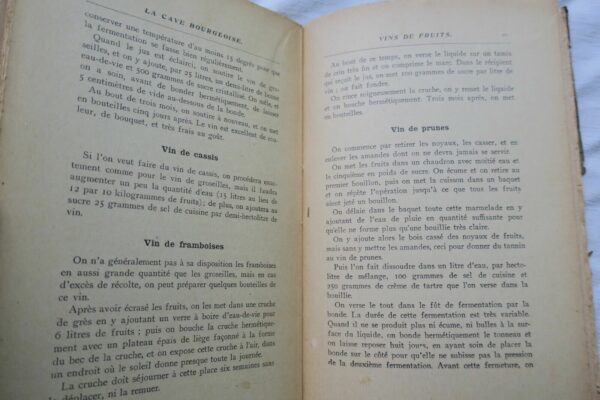 LA CAVE BOURGEOISE.
conserver une température d'au moins 15 degrés pour que
la fermentation se fasse bien régulièrement.
Quand le jus est éclairci, on soutire le vin de gro-
seilles, et on y ajoute, par 25 litres, un demi-litre
eau-de-vie et 500 grammes de sucre cristallisé. On mêle, et
on a soin, avant de bonder hermétiquement, de laisser
5 centimètres de vide au-dessous de la bonde.
Au bout de trois mois, on soutire à nouveau, et on met
en bouteilles cinq jours après. Le vin est excellent de cou-
leur, de bouquet, et très frais au goût.
Vin de cassis
Si l'on veut faire du vin de cassis, on procédera exac-
tement comme pour le vin de groseilles, mais il faudra
augmenter un peu la quantité d'eau (15 litres au lieu de
12 par 10 kilogrammes de fruits); de plus, on ajoutera au
sucre 25 grammes de sel de cuisine par demi-hectolitre de
vin.
Vin de framboises
On n'a généralement pas à sa disposition les framboises
en aussi grande quantité que les groseilles, mais en cas
d'excès de récolte, on peut préparer quelques bouteilles de
ce vin.
Après avoir écrasé les fruits, on les met dans une cruche
de grès en y ajoutant un verre à boire d'eau-de-vie pour
6 litres de fruits; puis on bouche la cruche hermétique-
ment avec un plateau épais de liège façonné à la forme
du bec de la cruche, et on expose cette cruche à l'air, dans
un endroit où le soleil donne presque toute la journée.
La cruche doit séjourner à cette place six semaines sans
déplacer, ni la remuer.
VINS DE FRUITS.
Au bout de ce temps, on verse le liquide sur un tamis
de crin très fin et on comprime le marc. Dans le récipient
qui reçoit le jus, on met 100 grammes de sucre par litre de
vin; on fait fondre.
On rince soigneusement la cruche, on y remet le liquide
et on bouche hermétiquement. Trois mois après, on met
en bouteilles.
Vin de prunes
On commence par retirer les noyaux, les casser, et en
enlever les amandes dont on ne devra jamais se servir.
On met les fruits dans un chaudron avec moitié eau et
le cinquième en poids de sucre. On écume et on retire au
premier bouillon, puis on met la cuisson dans un baquet
et on répète l'opération jusqu'à ce que tous les fruits
aient jeté un bouillon.
On délaie dans le baquet toute cette marmelade en y
ajoutant de l'eau de pluie en quantité suffisante pour
qu'elle ne forme plus qu'une bouillie très claire.
On y ajoute alors le bois cassé des noyaux de fruits,
mais sans y mettre les amandes, ceci pour donner du tannin
au vin de prunes.
Puis l'on fait dissoudre dans un litre d'eau, par hecto-
litre de mélange, 100 grammes de sel de cuisine et
250 grammes de crème de tartre que l'on verse dans la
bouillie.
On verse le tout dans le fût de fermentation par la
bonde. La durée de cette fermentation est très variable.
Quand il ne se produit plus ni écume, ni bulles à la sur-
face du liquide, on bonde hermétiquement le tonneau et
on laisse reposer huit jours, en ayant soin de placer la
bonde sur le côté pour qu'elle ne subisse pas la pression
de la deuxième fermentation. Avant cette fermeture, on